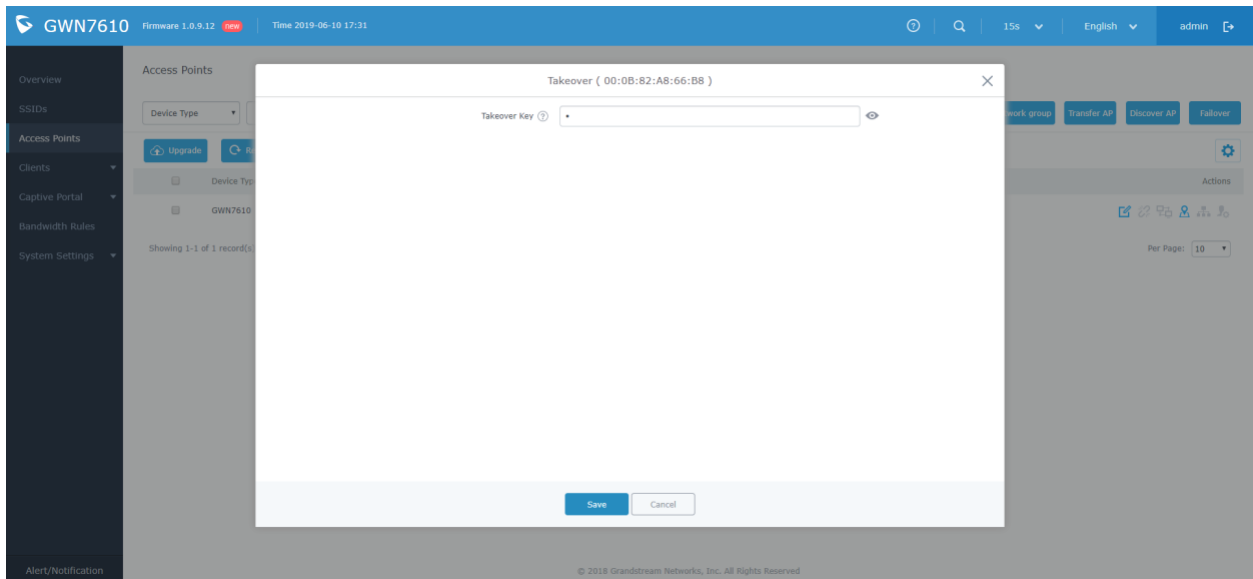 GWN7610 Firmware 1.0.9.12 new Time 2019-06-10 17:31 15s English admin
Overview
SSIDs
Access Points
Clients
Captive Portal
Bandwidth Rules
System Settings
Alert/Notification
Access Points
Device Type
work group Transfer AP Discover AP Failover
Upgrade
Device Typ
Actions
GWN7610
Showing 1-1 of 1 record(s
Per Page: 10
Takeover ( 00:0B:82:A8:66:B8 )
Takeover Key
Save Cancel
© 2018 Grandstream Networks, Inc. All Rights Reserved